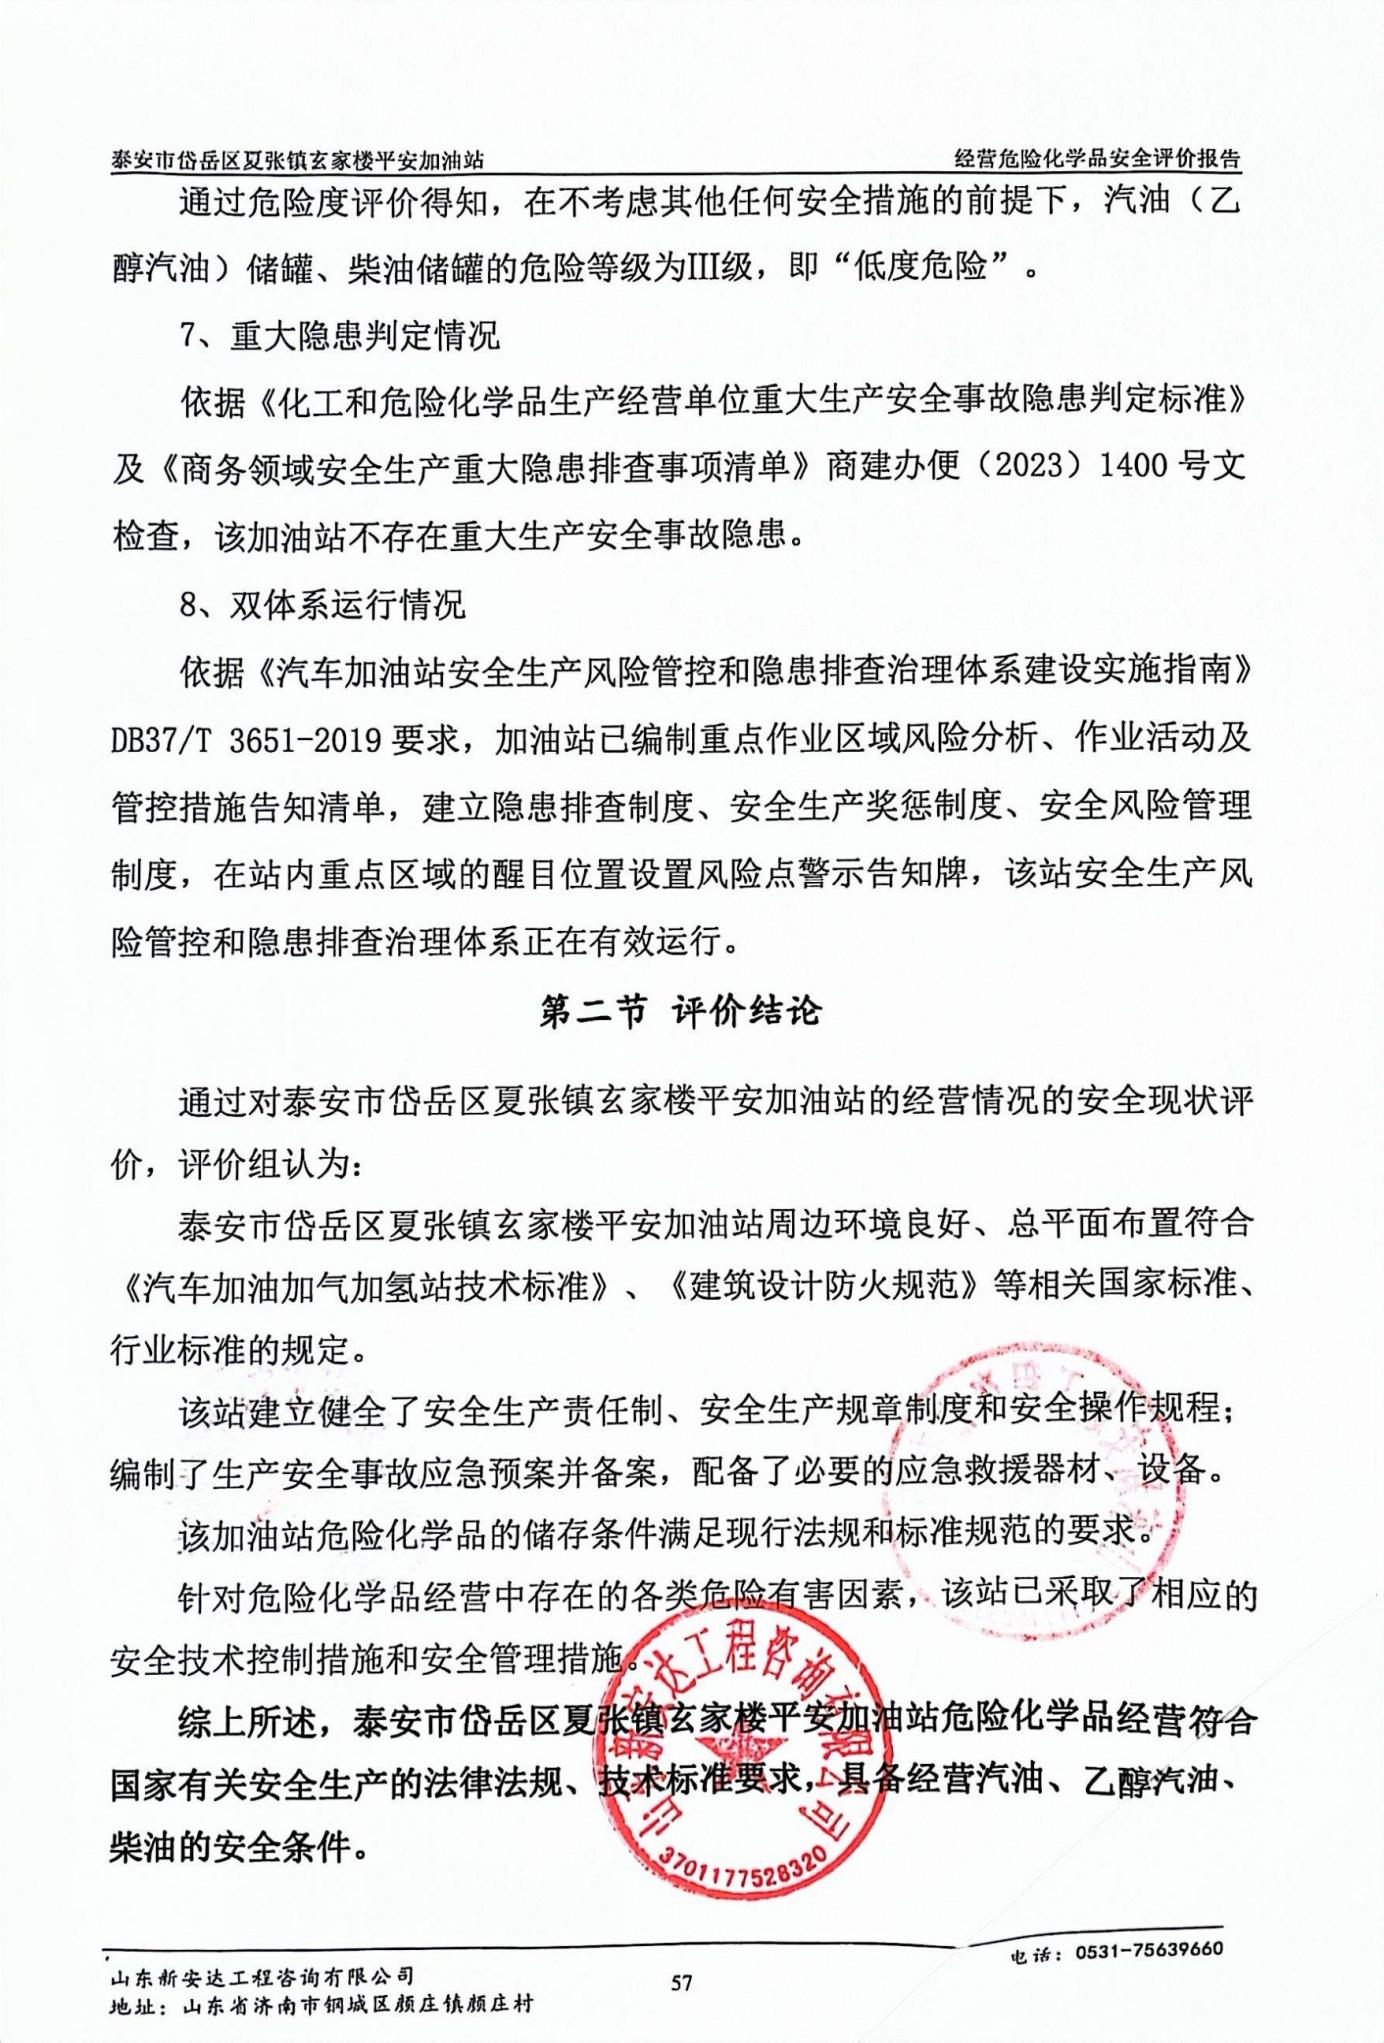 泰安市岱岳区夏张镇玄家楼平安加油站
经营危险化学品安全评价报告
通过危险度评价得知，在不考虑其他任何安全措施的前提下，汽油（乙
醇汽油）储罐、柴油储罐的危险等级为III级，即“低度危险”。
7、重大隐患判定情况
依据《化工和危险化学品生产经营单位重大生产安全事故隐患判定标准》
及《商务领域安全生产重大隐患排查事项清单》商建办便（2023）1400 号文
检查，该加油站不存在重大生产安全事故隐患。
8、双体系运行情况
依据《汽车加油站安全生产风险管控和隐患排查治理体系建设实施指南》
DB37/T 3651-2019 要求，加油站已编制重点作业区域风险分析、作业活动及
管控措施告知清单，建立隐患排查制度、安全生产奖惩制度、安全风险管理
制度，在站内重点区域的醒目位置设置风险点警示告知牌，该站安全生产风
险管控和隐患排查治理体系正在有效运行。
第二节 评价结论
通过对泰安市岱岳区夏张镇玄家楼平安加油站的经营情况的安全现状评
价，评价组认为：
泰安市岱岳区夏张镇玄家楼平安加油站周边环境良好、总平面布置符合
《汽车加油加气加氢站技术标准》、《建筑设计防火规范》等相关国家标准、
行业标准的规定。
该站建立健全了安全生产责任制、安全生产规章制度和安全操作规程；
编制了生产安全事故应急预案并备案，配备了必要的应急救援器材、设备。
该加油站危险化学品的储存条件满足现行法规和标准规范的要求。
针对危险化学品经营中存在的各类危险有害因素，该站已采取了相应的
安全技术控制措施和安全管理措施。
综上所述，泰安市岱岳区夏张镇玄家楼平安加油站危险化学品经营符合
国家有关安全生产的法律法规、技术标准要求，具备经营汽油、乙醇汽油、
柴油的安全条件。
山东新安达工程咨询有限公司
3701177528320
电话：0531-75639660
山东新安达工程咨询有限公司
57
地址：山东省济南市钢城区颜庄镇颜庄村